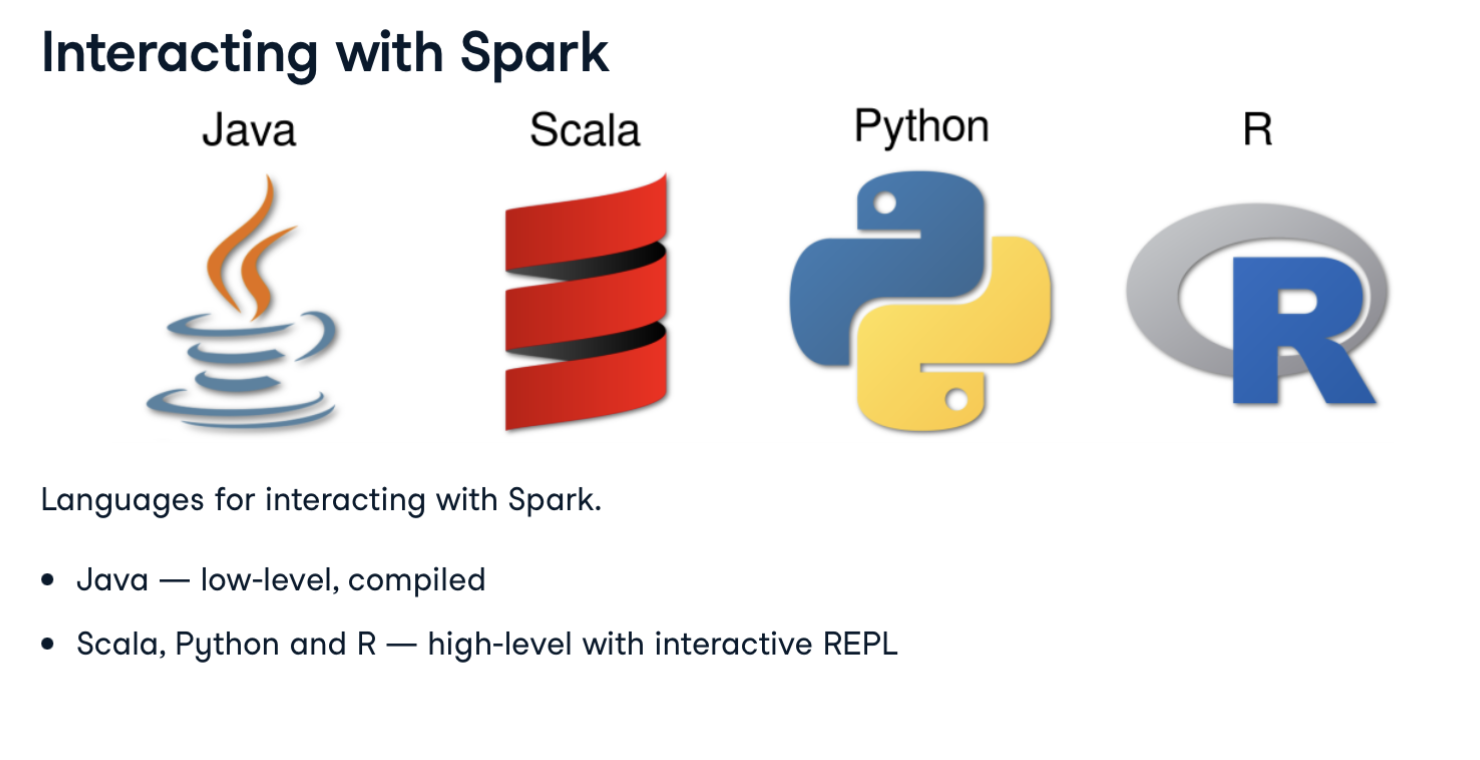 Interacting with Spark
Java Scala Python R
R
Languages for interacting with Spark.
• Java — low-level, compiled
• Scala, Python and R — high-level with interactive REPL